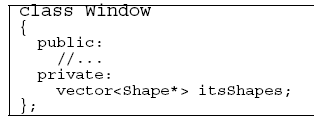 class Window
{
  public:
    //...
  private:
    vector<Shape*> itsShapes;
};